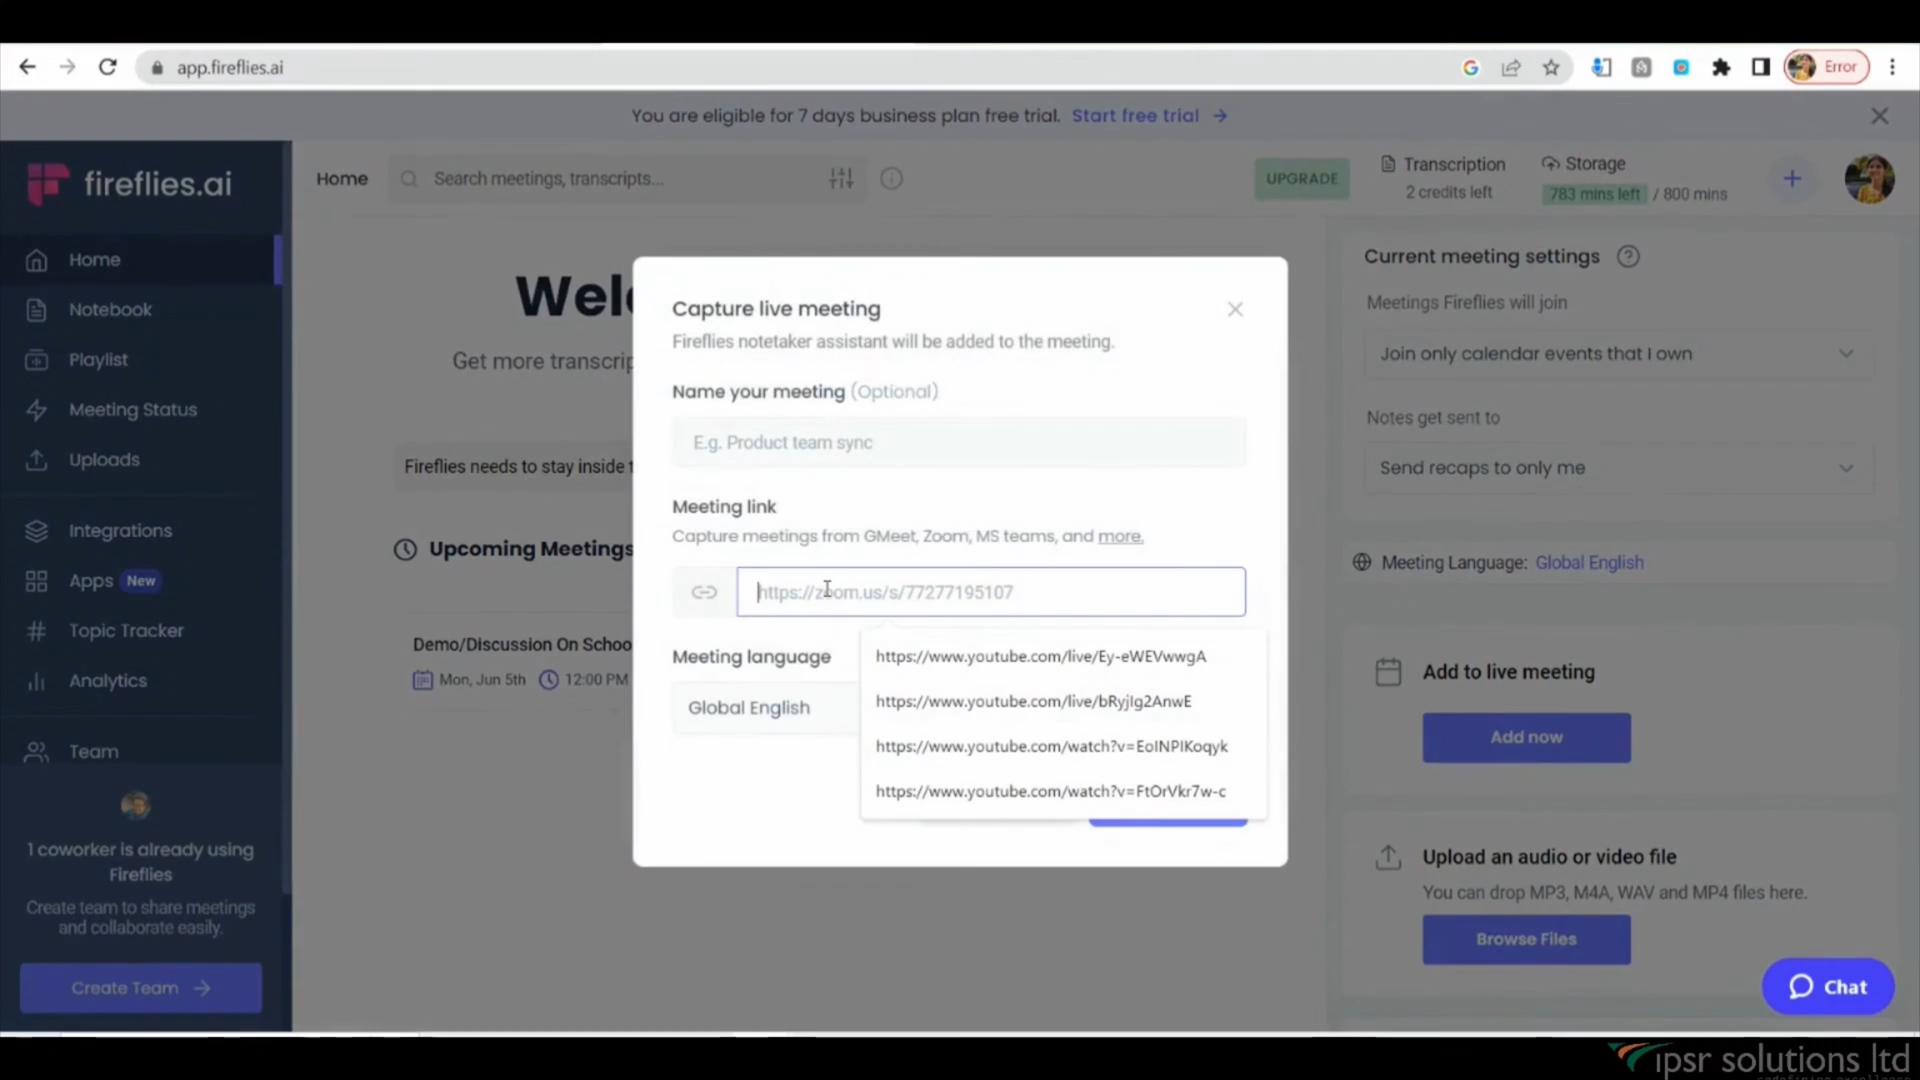 app.fireflies.ai
Error
You are eligible for 7 days business plan free trial. Start free trial →
fireflies.ai
Home
Notebook
Playlist
Meeting Status
Uploads
Integrations
Apps New
Topic Tracker
Analytics
Team
1 coworker is already using
Fireflies
Create team to share meetings
and collaborate easily.
Create Team →
Home
Search meetings, transcripts...
UPGRADE
Transcription
2 credits left
Storage
783 mins left / 800 mins
Get more transcrip
Fireflies needs to stay inside
Upcoming Meetings
Demo/Discussion On Schoo
Mon, Jun 5th 12:00 PM
Capture live meeting
Fireflies notetaker assistant will be added to the meeting.
Name your meeting (Optional)
E.g. Product team sync
Meeting link
Capture meetings from GMeet, Zoom, MS teams, and more.
https://zoom.us/s/77277195107
https://www.youtube.com/live/Ey-eWEVwwgA
https://www.youtube.com/live/bRyjIg2AnwE
https://www.youtube.com/watch?v=EoINPIKoqyk
https://www.youtube.com/watch?v=FtOrVkr7w-c
Meeting language
Global English
Current meeting settings
Meetings Fireflies will join
Join only calendar events that I own
Notes get sent to
Send recaps to only me
Meeting Language: Global English
Add to live meeting
Add now
Upload an audio or video file
You can drop MP3, M4A, WAV and MP4 files here.
Browse Files
Chat
ipsr solutions ltd